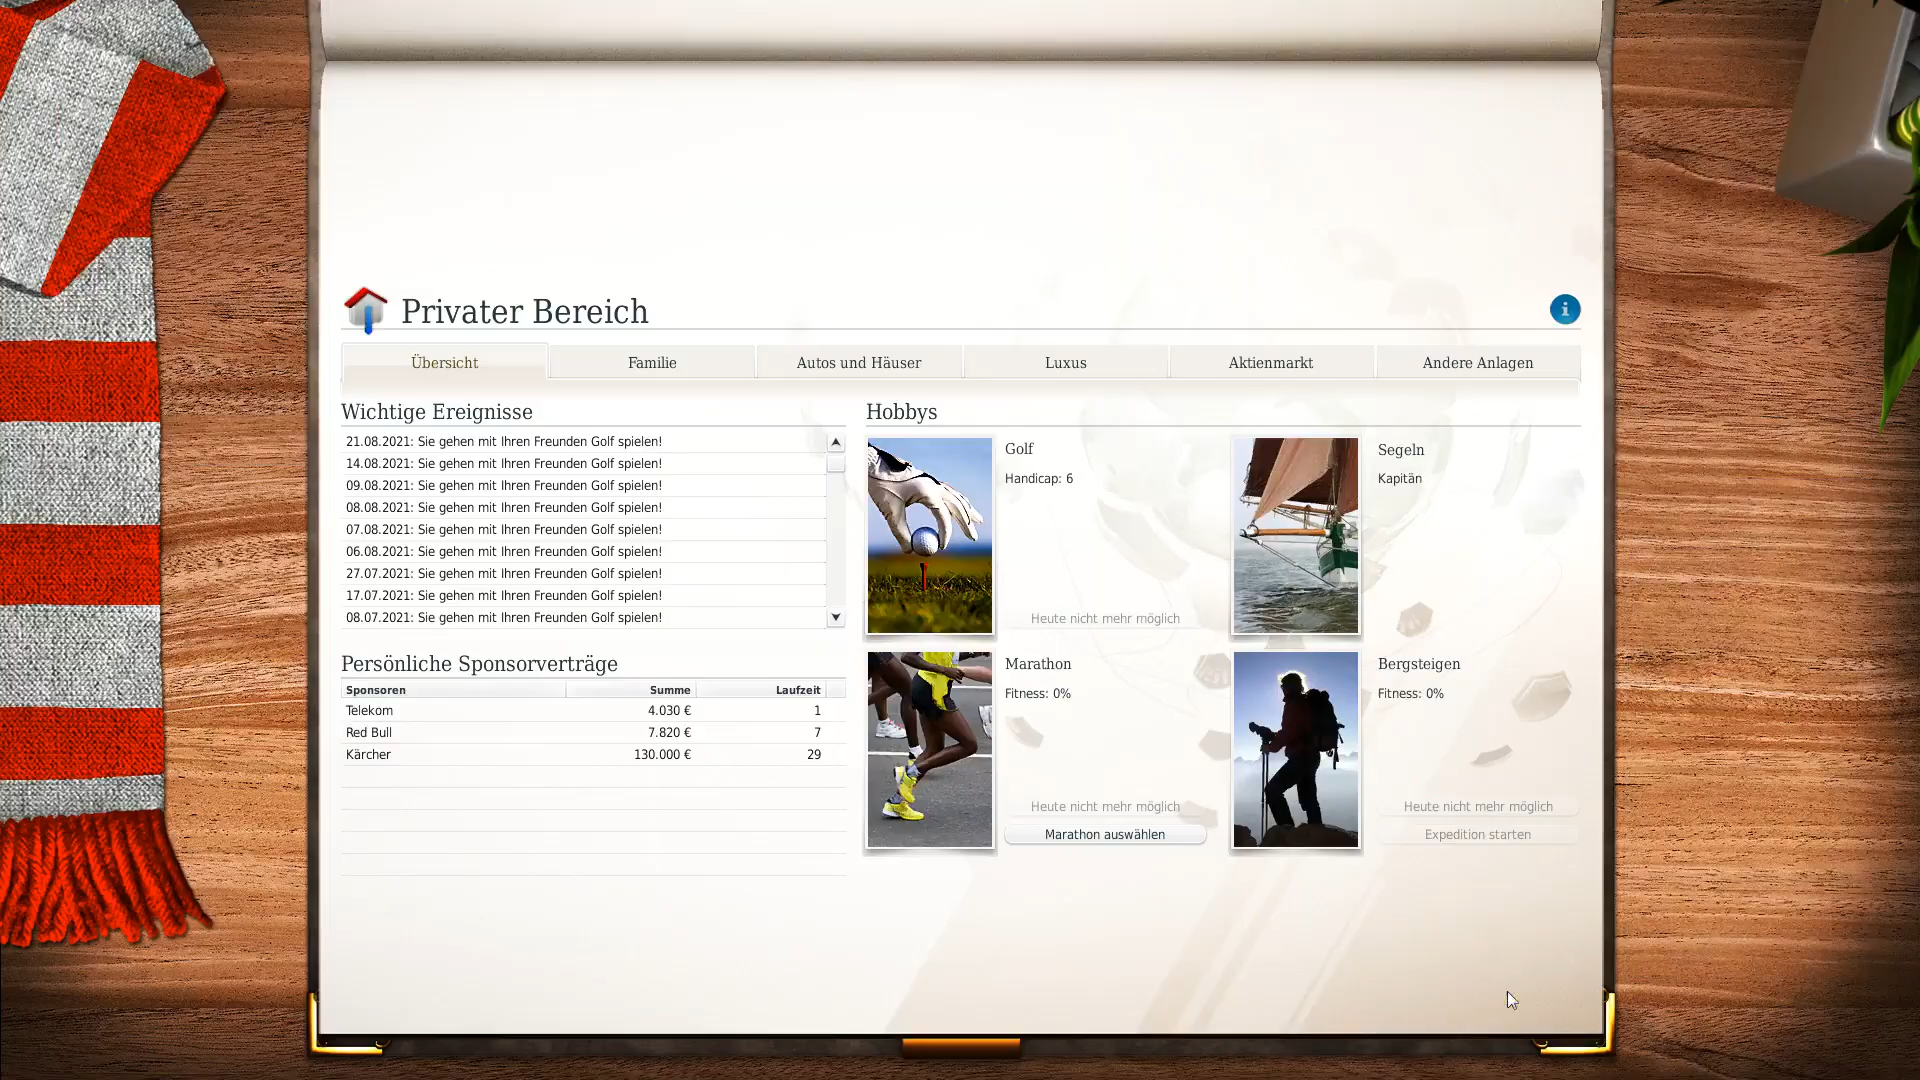 Privater Bereich
i
Übersicht
Familie
Autos und Häuser
Luxus
Aktienmarkt
Andere Anlagen
Wichtige Ereignisse
21.08.2021: Sie gehen mit Ihren Freunden Golf spielen!
14.08.2021: Sie gehen mit Ihren Freunden Golf spielen!
09.08.2021: Sie gehen mit Ihren Freunden Golf spielen!
08.08.2021: Sie gehen mit Ihren Freunden Golf spielen!
07.08.2021: Sie gehen mit Ihren Freunden Golf spielen!
06.08.2021: Sie gehen mit Ihren Freunden Golf spielen!
27.07.2021: Sie gehen mit Ihren Freunden Golf spielen!
17.07.2021: Sie gehen mit Ihren Freunden Golf spielen!
08.07.2021: Sie gehen mit Ihren Freunden Golf spielen!
Persönliche Sponsorverträge
Sponsoren Summe Laufzeit
Telekom 4.030 € 1
Red Bull 7.820 € 7
Kärcher 130.000 € 29
Hobbys
Golf
Handicap: 6
Heute nicht mehr möglich
Segeln
Kapitän
Marathon
Fitness: 0%
Heute nicht mehr möglich
Marathon auswählen
Bergsteigen
Fitness: 0%
Heute nicht mehr möglich
Expedition starten